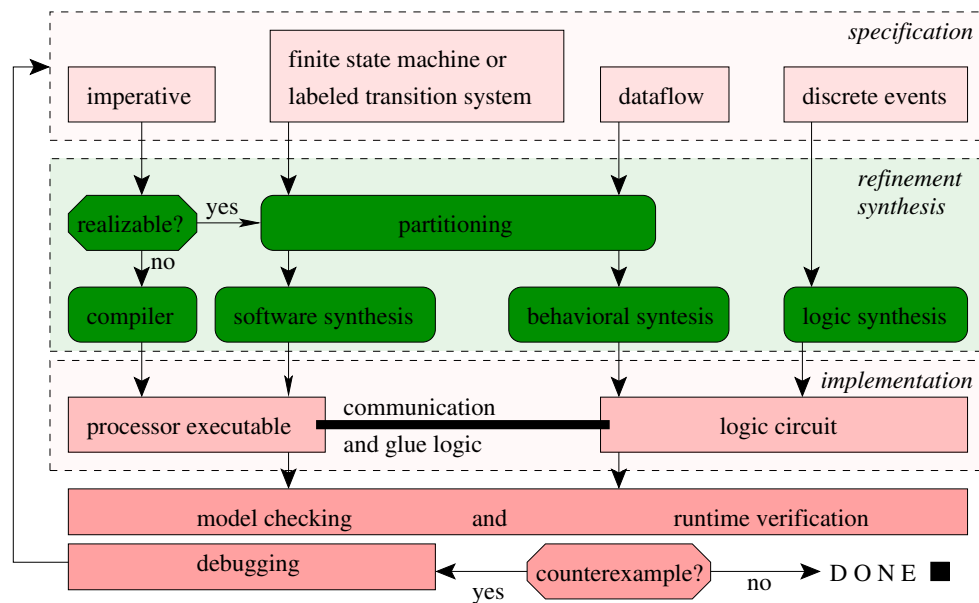 specification
finite state machine or
labeled transition system
imperative
dataflow
discrete events
refinement
synthesis
realizable?
yes
partitioning
no
compiler
software synthesis
behavioral syntesis
logic synthesis
implementation
processor executable
communication
and glue logic
logic circuit
model checking and runtime verification
debugging
yes
counterexample?
no
D O N E